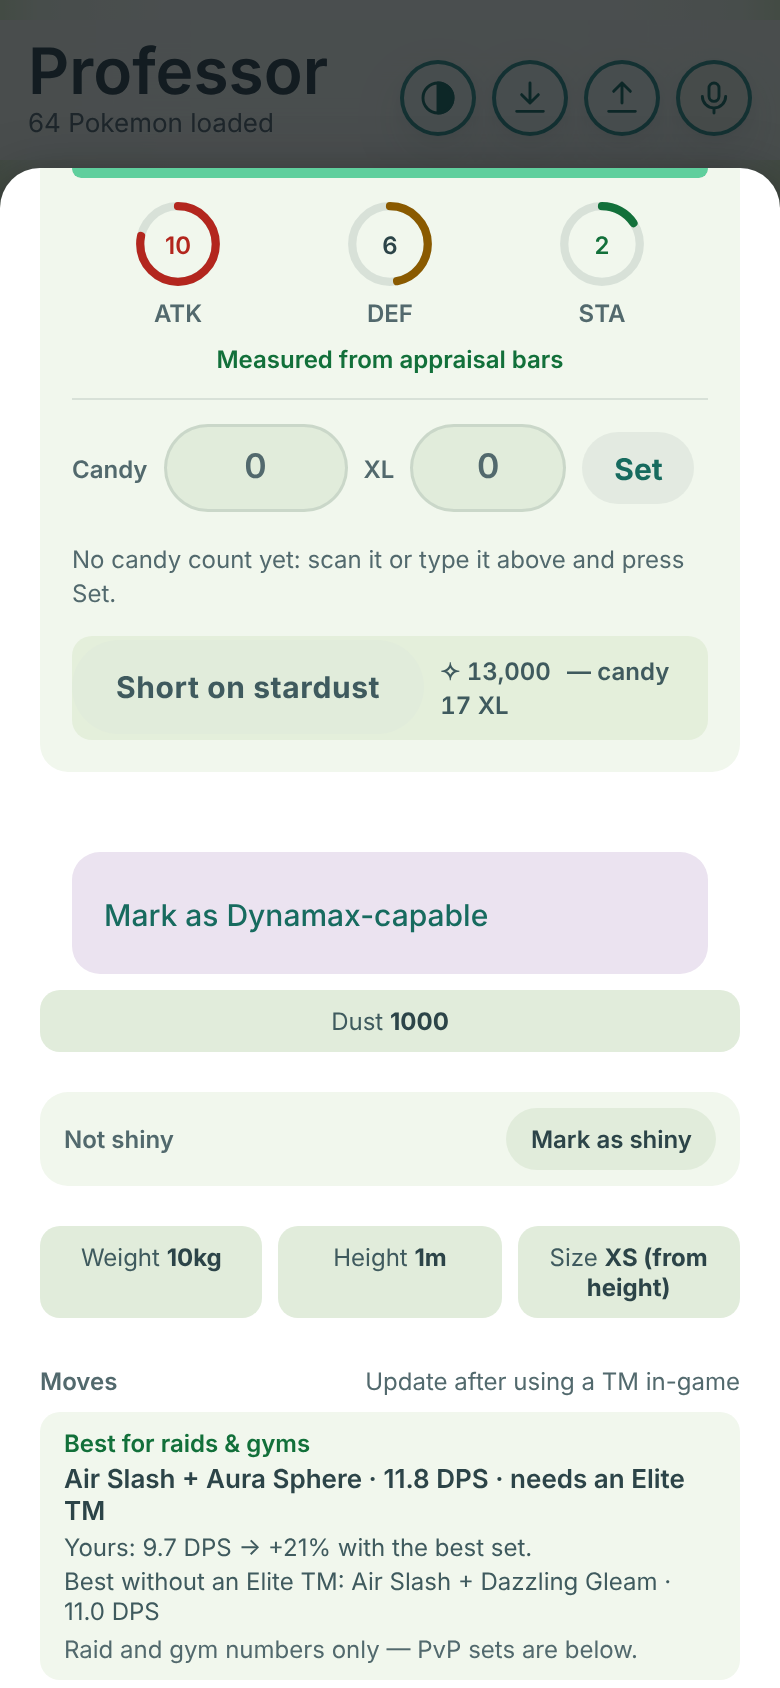 Professor
64 Pokemon loaded
10
6
2
ATK
DEF
STA
Measured from appraisal bars
Candy
0
XL
0
Set
No candy count yet: scan it or type it above and press
Set.
Short on stardust
✧ 13,000 — candy
17 XL
Mark as Dynamax-capable
Dust 1000
Not shiny
Mark as shiny
Weight 10kg
Height 1m
Size XS (from
height)
Moves
Update after using a TM in-game
Best for raids & gyms
Air Slash + Aura Sphere · 11.8 DPS · needs an Elite
TM
Yours: 9.7 DPS → +21% with the best set.
Best without an Elite TM: Air Slash + Dazzling Gleam ·
11.0 DPS
Raid and gym numbers only — PvP sets are below.